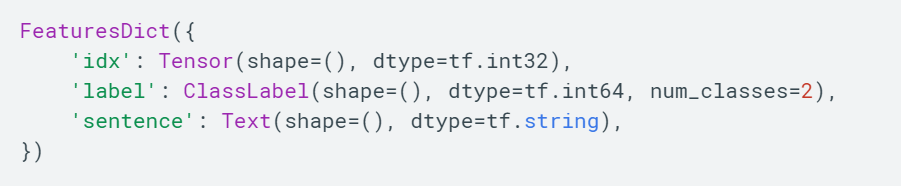 FeaturesDict({
    'idx': Tensor(shape=(), dtype=tf.int32),
    'label': ClassLabel(shape=(), dtype=tf.int64, num_classes=2),
    'sentence': Text(shape=(), dtype=tf.string),
})